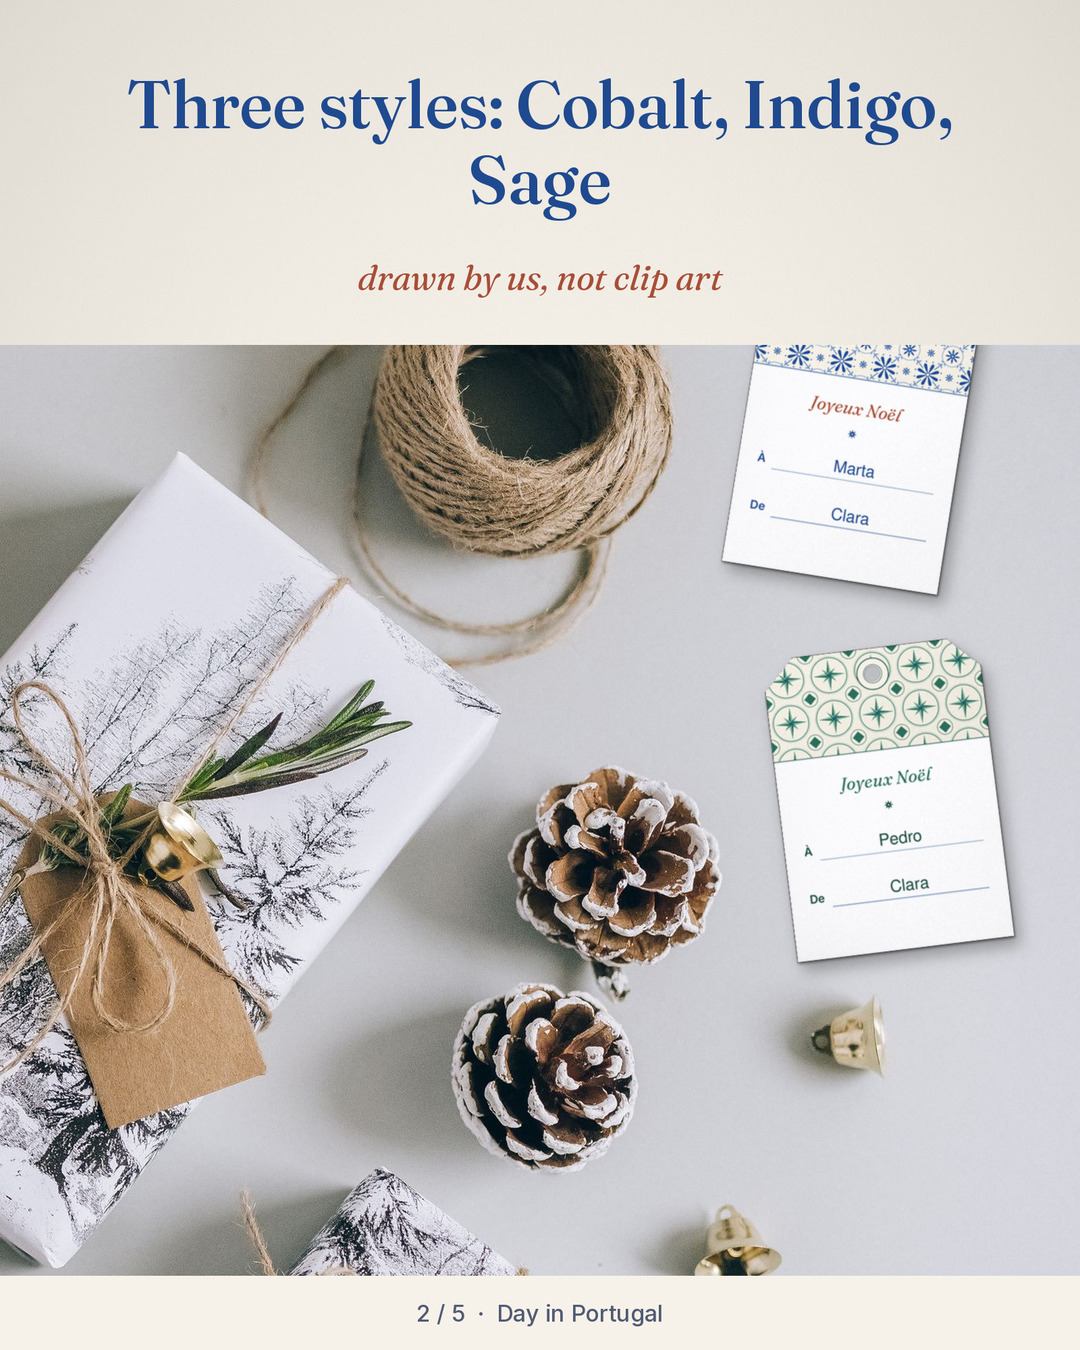 Three styles: Cobalt, Indigo,
Sage
drawn by us, not clip art
Joyeux Noël
À Marta
De Clara
Joyeux Noël
À Pedro
De Clara
2 / 5 · Day in Portugal